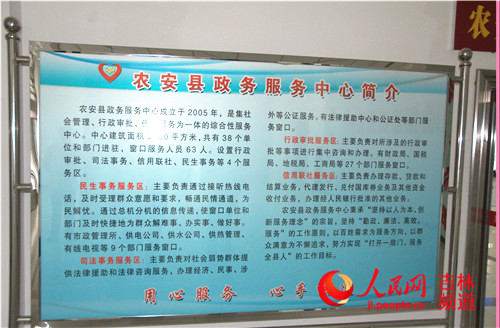 农安县政务服务中心简介
农安县政务服务中心成立于2005年，是集社
会管理、行政审批、 服务为一体的综合性服务
中心。中心建筑面积 平方米，共有38个单
位和部门进驻，窗口服务人员63人。设置行政
审批、司法事务、信用联社、民生事务等4个服
务区。
民生事务服务区：主要负责通过接听热线电
话，及时受理群众意愿和要求，畅通民情通道，为
民解忧。通过总机分机的信息传递，使窗口单位和
部门及时快捷地为群众解难事、办实事、做好事。
有市政管理所、供电公司、供水公司、供热管理、
有线电视等9个部门服务窗口。
司法事务服务区：主要负责对社会弱势群体提
供法律援助和法律咨询服务，办理经济、民事、涉
外等公证服务，有法律援助中心和公证处等部门服
务窗口。
行政审批服务区：主要负责对所涉及的行政审
批等事项进行集中咨询和办理，有财政局、国税
局、地税局、工商局等27个部门服务窗口。
信用联社服务区：主要负责办理存款、贷款和
结算业务，代理发行、兑付国库券业务及其他资金
收付业务，办理经人民银行批准的其他业务。
农安县政务服务中心秉承“坚持以人为本，创
新服务理念”的宗旨，坚持“勤政、廉洁、高效、
服务”的工作原则，以百姓需求为服务方向，以群
众满意为不懈追求，努力实现“打开一扇门，服务
全县人”的工作目标。
用心服务 心手
农
人民网
吉林
频道
jl.people.com.cn